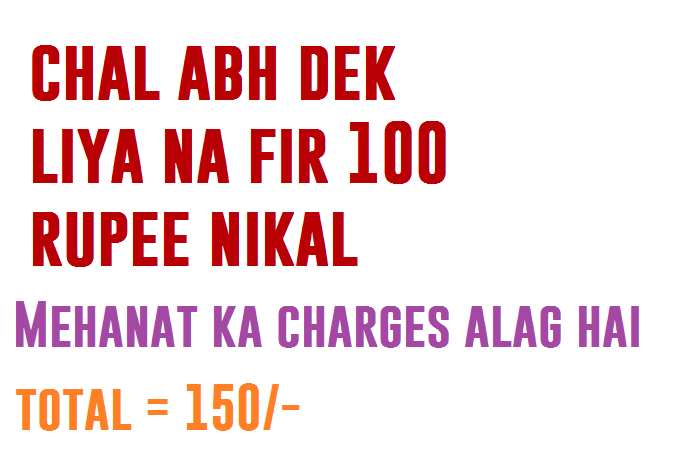 CHAL ABH DEK
LIYA NA FIR 100
RUPEE NIKAL
MEHANAT KA CHARGES ALAG HAI
TOTAL = 150/-